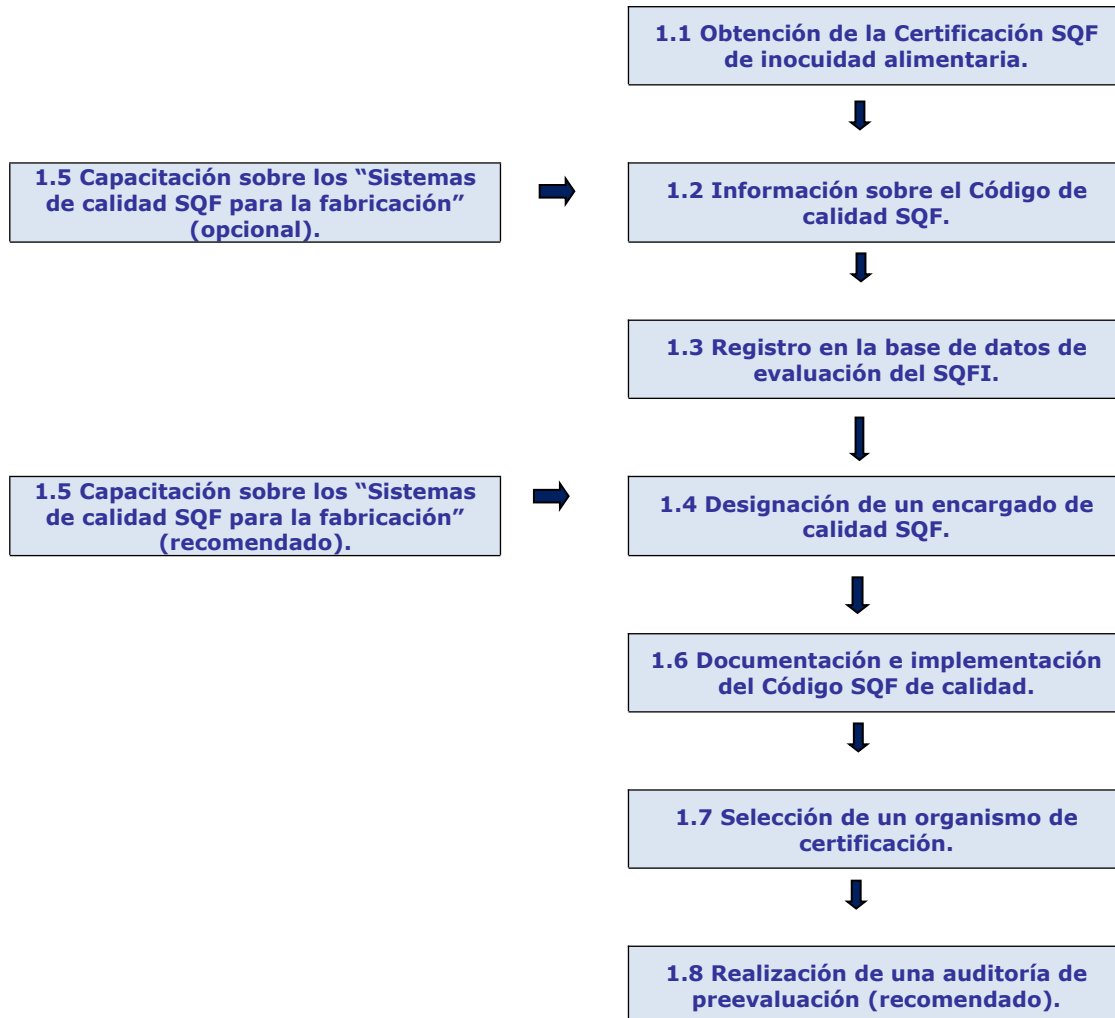 1.1 Obtención de la Certificación SQF
de inocuidad alimentaria.
1.5 Capacitación sobre los “Sistemas
de calidad SQF para la fabricación”
(opcional).
1.2 Información sobre el Código de
calidad SQF.
1.3 Registro en la base de datos de
evaluación del SQFI.
1.5 Capacitación sobre los “Sistemas
de calidad SQF para la fabricación”
(recomendado).
1.4 Designación de un encargado de
calidad SQF.
1.6 Documentación e implementación
del Código SQF de calidad.
1.7 Selección de un organismo de
certificación.
1.8 Realización de una auditoría de
preevaluación (recomendado).